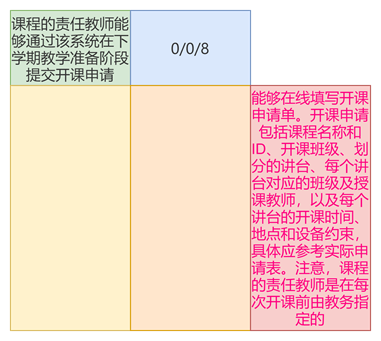 课程的责任教师能
够通过该系统在下
学期教学准备阶段
提交开课申请
0/0/8
能够在线填写开课
申请单。开课申请
包括课程名称和
ID、开课班级、划
分的讲台、每个讲
台对应的班级及授
课教师，以及每个
讲台的开课时间、
地点和设备约束，
具体应参考实际申
请表。注意，课程
的责任教师是在每
次开课前由教务指
定的